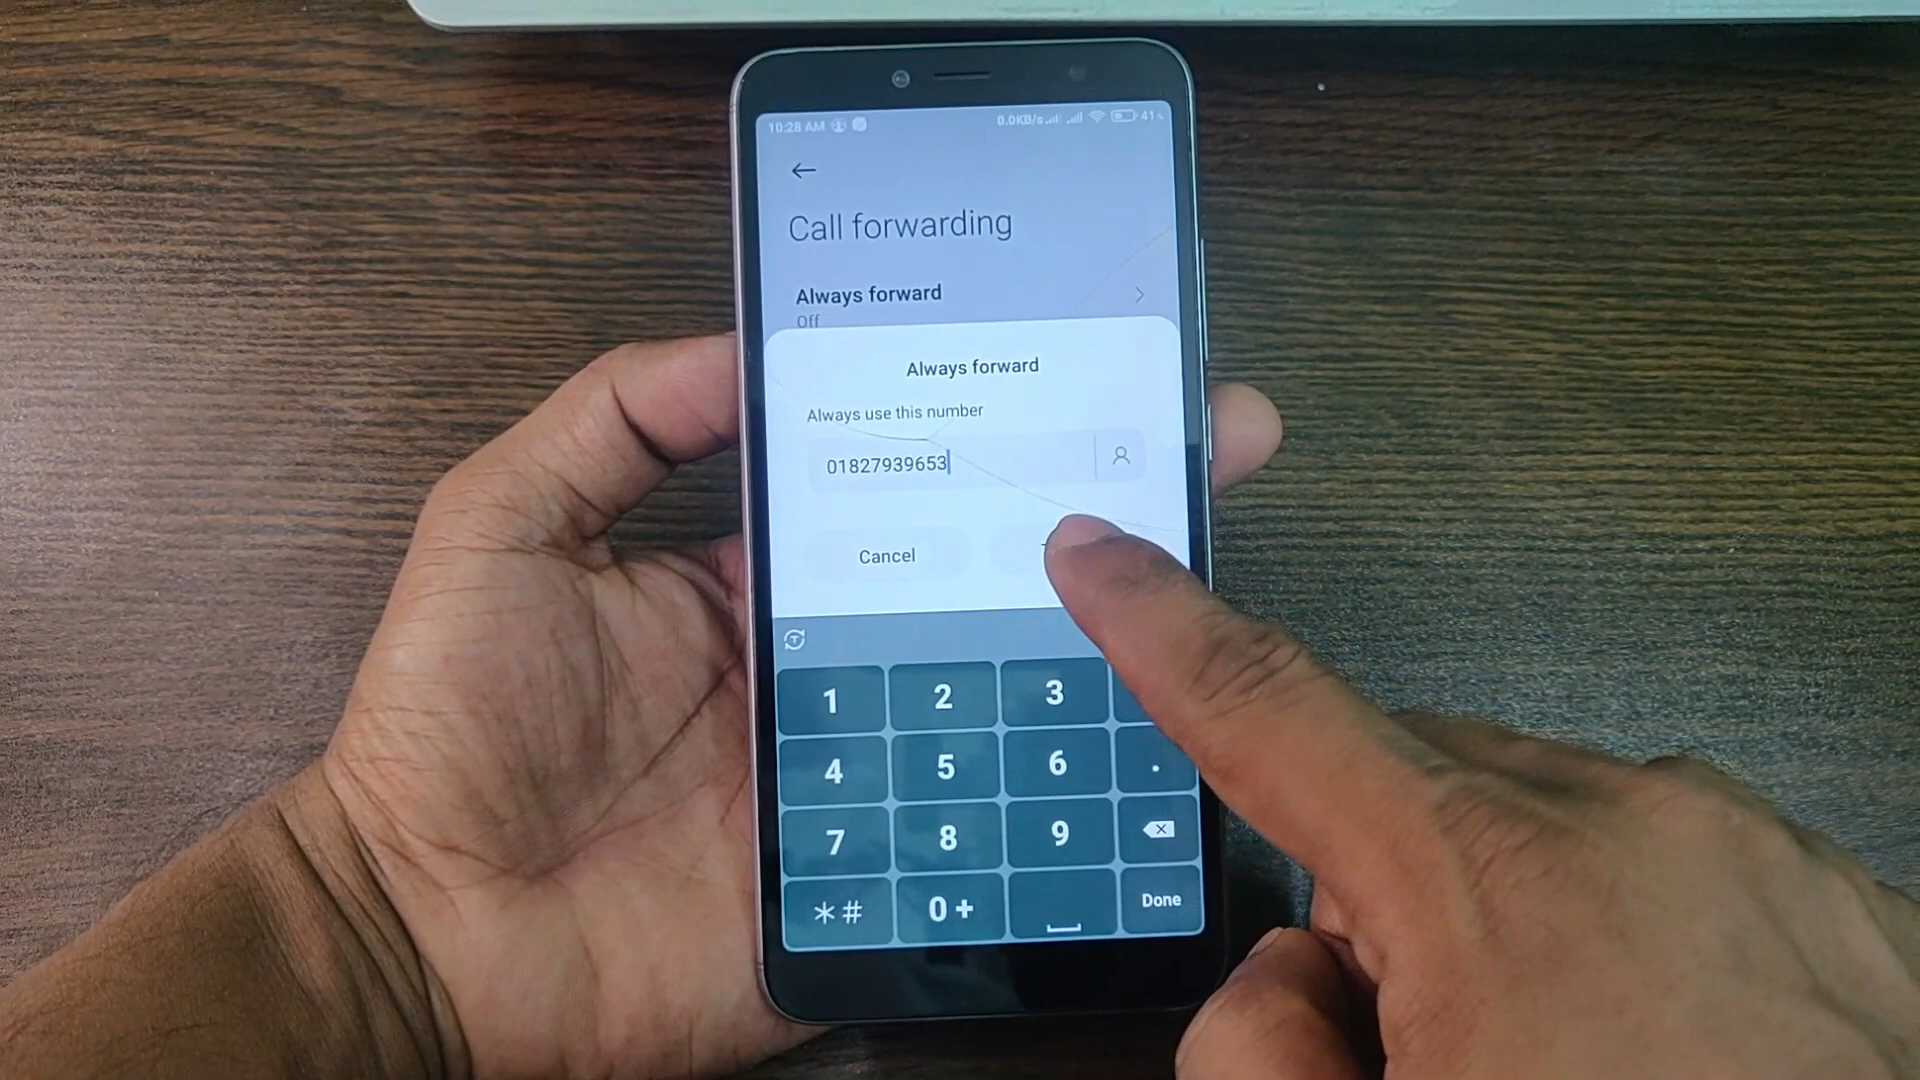 10:28 AM 0.0KB/s 41
Call forwarding
Always forward
Off
Always forward
Always use this number
01827939653
Cancel
1 2 3
4 5 6 .
7 8 9
*# 0 + Done